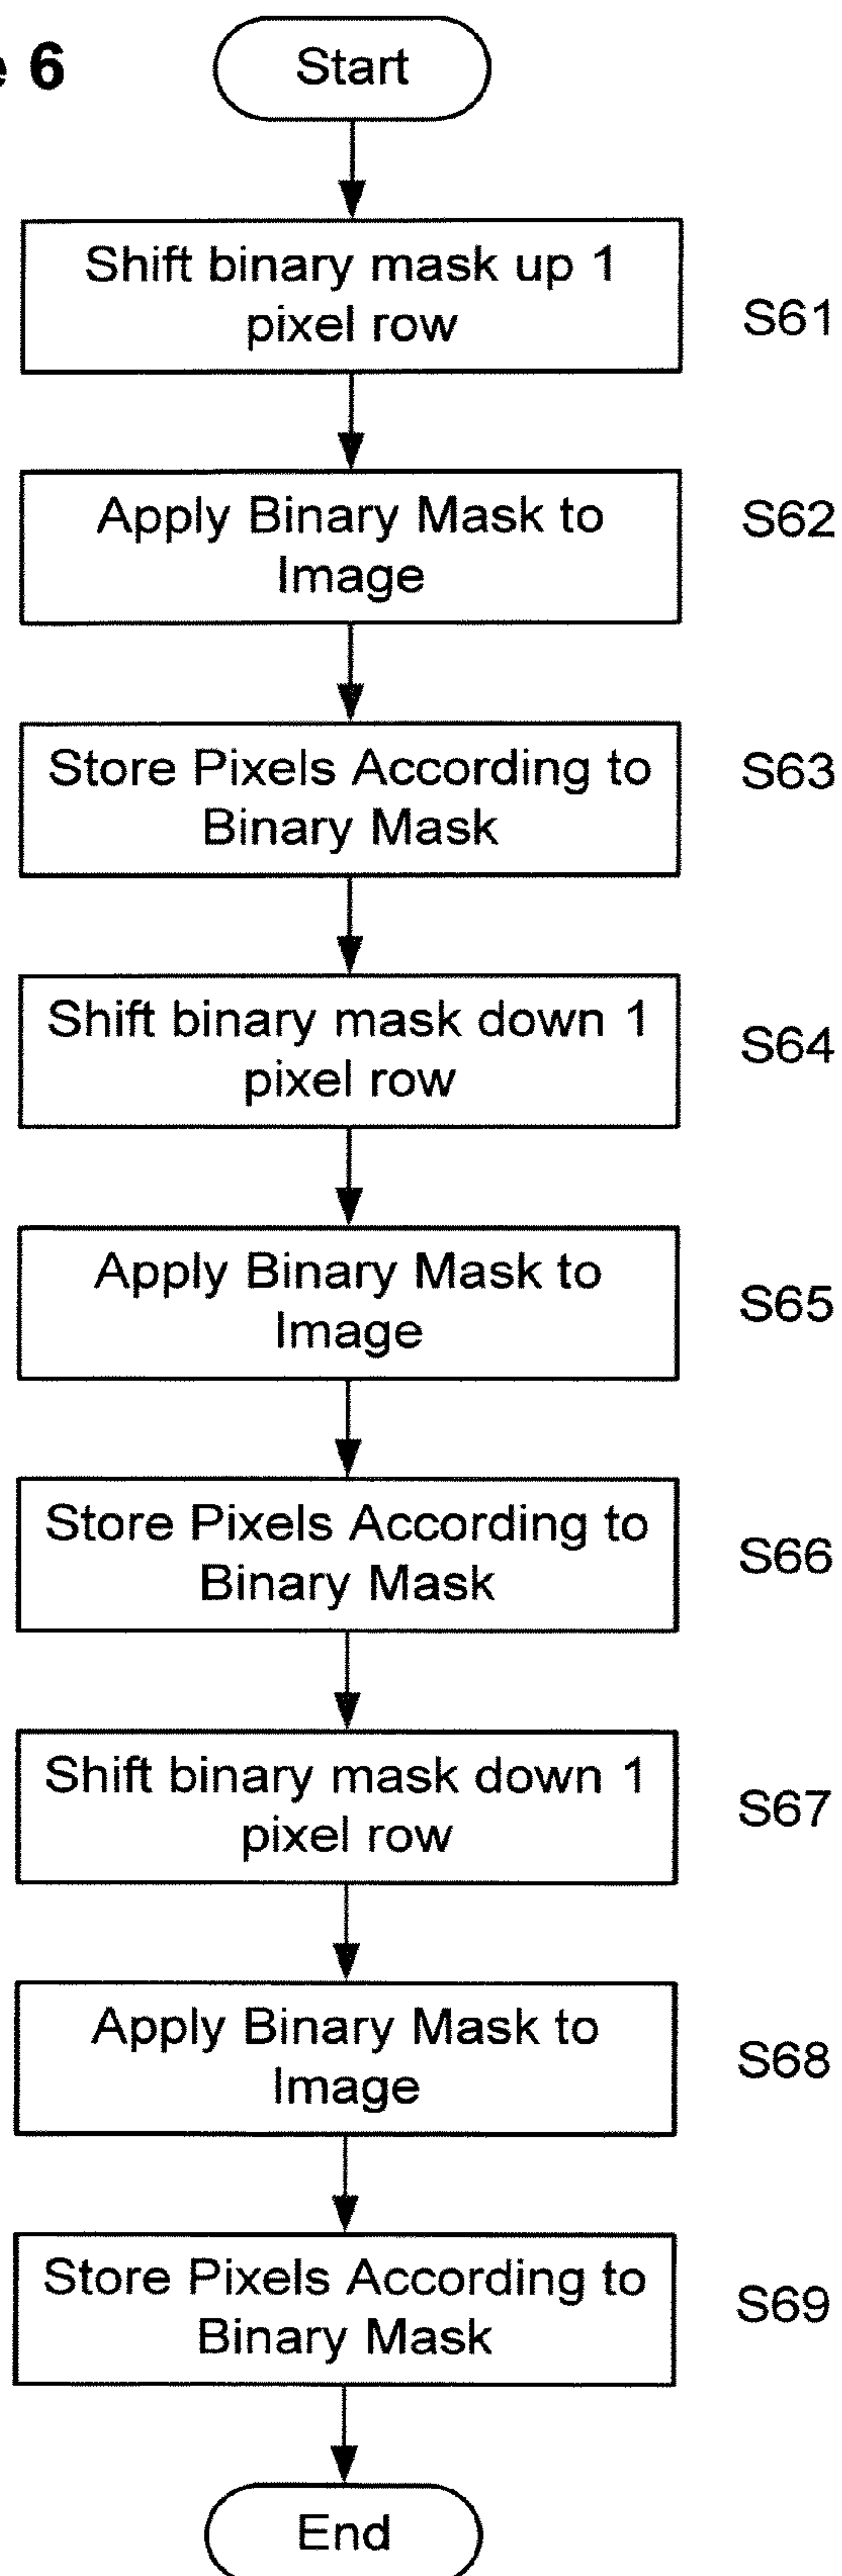 6
Start
Shift binary mask up 1
pixel row
S61
Apply Binary Mask to
Image
S62
Store Pixels According to
Binary Mask
S63
Shift binary mask down 1
pixel row
S64
Apply Binary Mask to
Image
S65
Store Pixels According to
Binary Mask
S66
Shift binary mask down 1
pixel row
S67
Apply Binary Mask to
Image
S68
Store Pixels According to
Binary Mask
S69
End